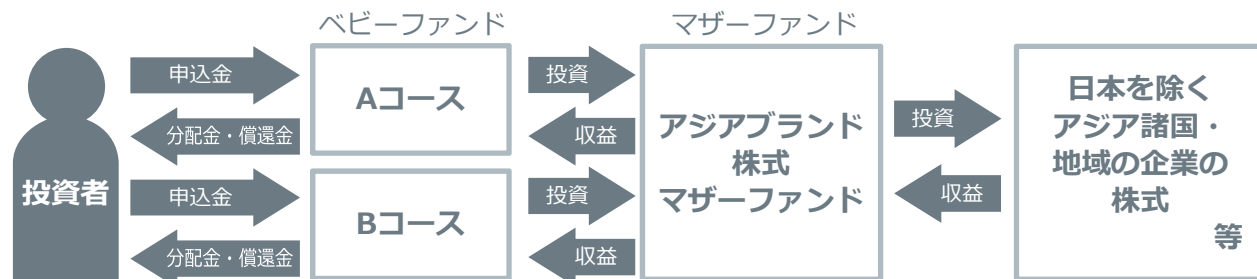 ベビーファンド
マザーファンド
投資者
申込金
分配金・償還金
申込金
分配金・償還金
Aコース
Bコース
投資
収益
投資
収益
アジアブランド
株式
マザーファンド
投資
収益
日本を除く
アジア諸国・
地域の企業の
株式
等